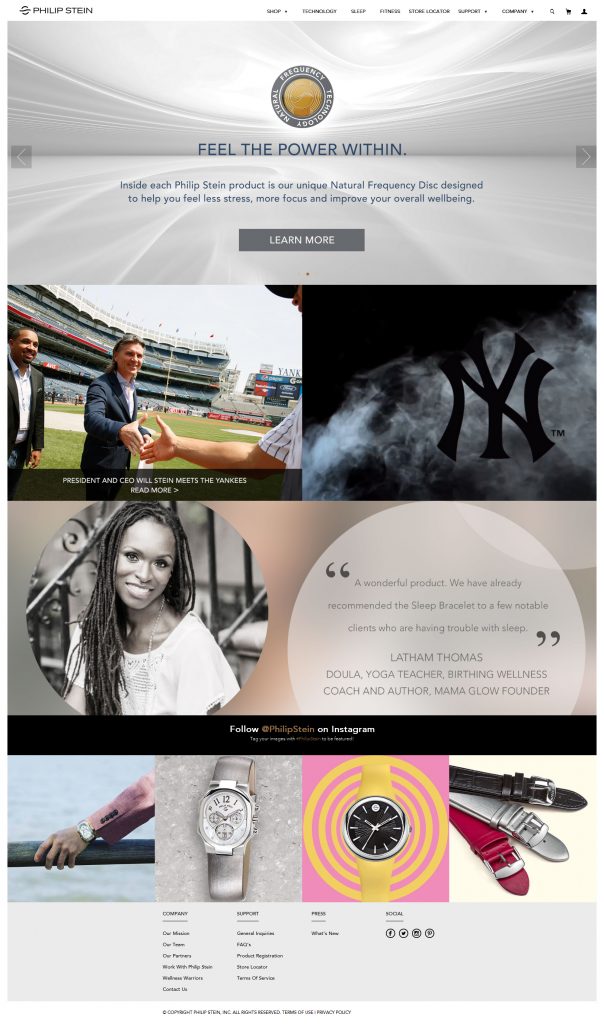 PHILIP STEIN
SHOP TECHNOLOGY SLEEP FITNESS STORE LOCATOR SUPPORT COMPANY
NATURAL FREQUENCY TECHNOLOGY
FEEL THE POWER WITHIN.
Inside each Philip Stein product is our unique Natural Frequency Disc designed
to help you feel less stress, more focus and improve your overall wellbeing.
LEARN MORE
YANKE
PRESIDENT AND CEO WILL STEIN MEETS THE YANKEES
READ MORE >
NY
TM
“ A wonderful product. We have already
recommended the Sleep Bracelet to a few notable
clients who are having trouble with sleep. ”
LATHAM THOMAS
DOULA, YOGA TEACHER, BIRTHING WELLNESS
COACH AND AUTHOR, MAMA GLOW FOUNDER
Follow @PhilipStein on Instagram
Tag your images with #PhilipStein to be featured!
COMPANY
Our Mission
Our Team
Our Partners
Work With Philip Stein
Wellness Warriors
Contact Us
SUPPORT
General Inquiries
FAQ's
Product Registration
Store Locator
Terms Of Service
PRESS
What's New
SOCIAL
© COPYRIGHT PHILIP STEIN, INC. ALL RIGHTS RESERVED. TERMS OF USE | PRIVACY POLICY